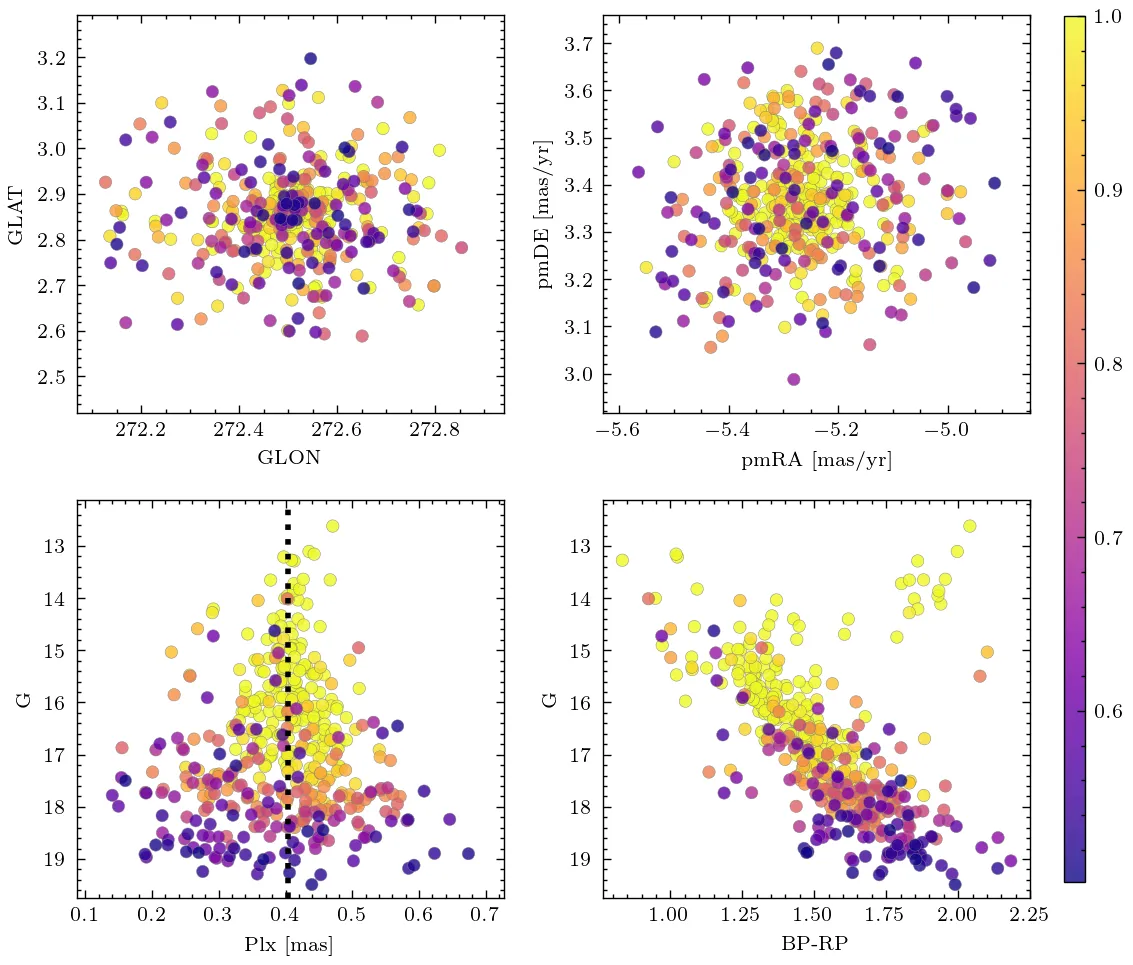 GLAT
3.2
3.1
3.0
2.9
2.8
2.7
2.6
2.5
272.2 272.4 272.6 272.8
GLON
pmDE [mas/yr]
3.7
3.6
3.5
3.4
3.3
3.2
3.1
3.0
−5.6 −5.4 −5.2 −5.0
pmRA [mas/yr]
1.0
0.9
0.8
0.7
0.6
G
13
14
15
16
17
18
19
0.1 0.2 0.3 0.4 0.5 0.6 0.7
Plx [mas]
G
13
14
15
16
17
18
19
1.00 1.25 1.50 1.75 2.00 2.25
BP-RP